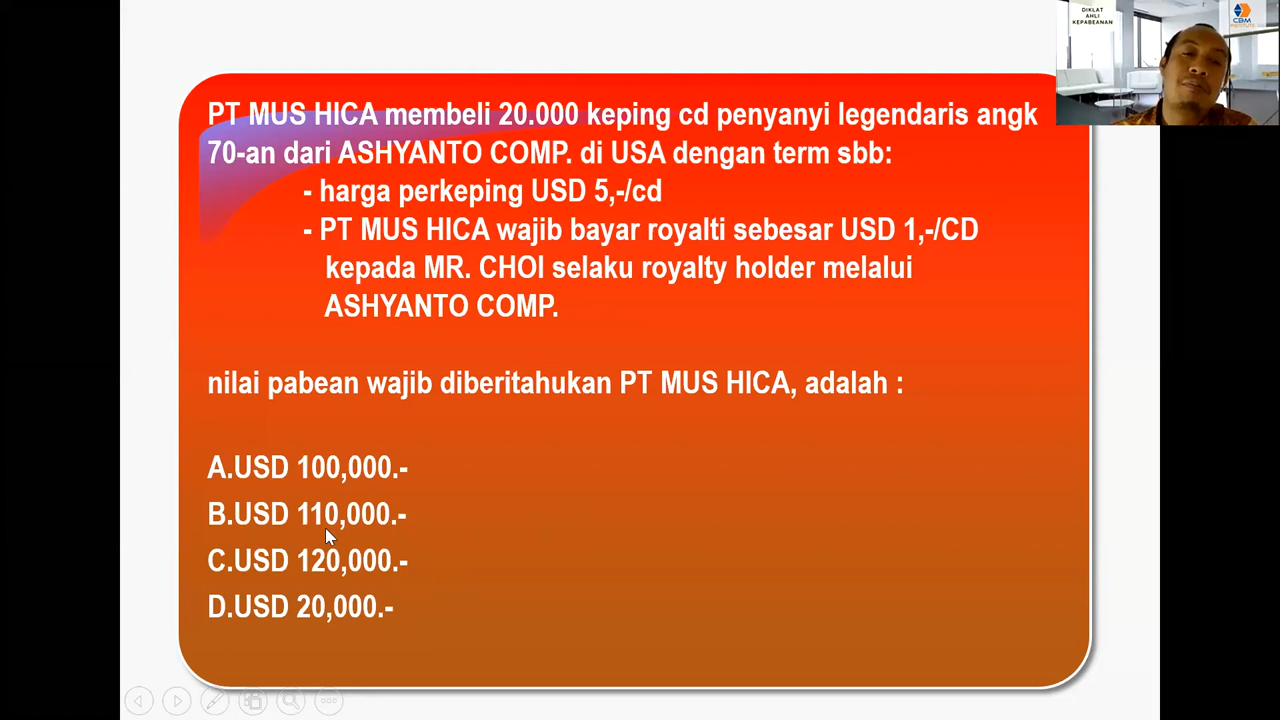 DIKLAT
AHLI
KEPABEANAN
CBM
INSTITUTE
PT MUS HICA membeli 20.000 keping cd penyanyi legendaris angk
70-an dari ASHYANTO COMP. di USA dengan term sbb:
- harga perkeping USD 5,-/cd
- PT MUS HICA wajib bayar royalti sebesar USD 1,-/CD
kepada MR. CHOI selaku royalty holder melalui
ASHYANTO COMP.
nilai pabean wajib diberitahukan PT MUS HICA, adalah :
A.USD 100,000.-
B.USD 110,000.-
C.USD 120,000.-
D.USD 20,000.-